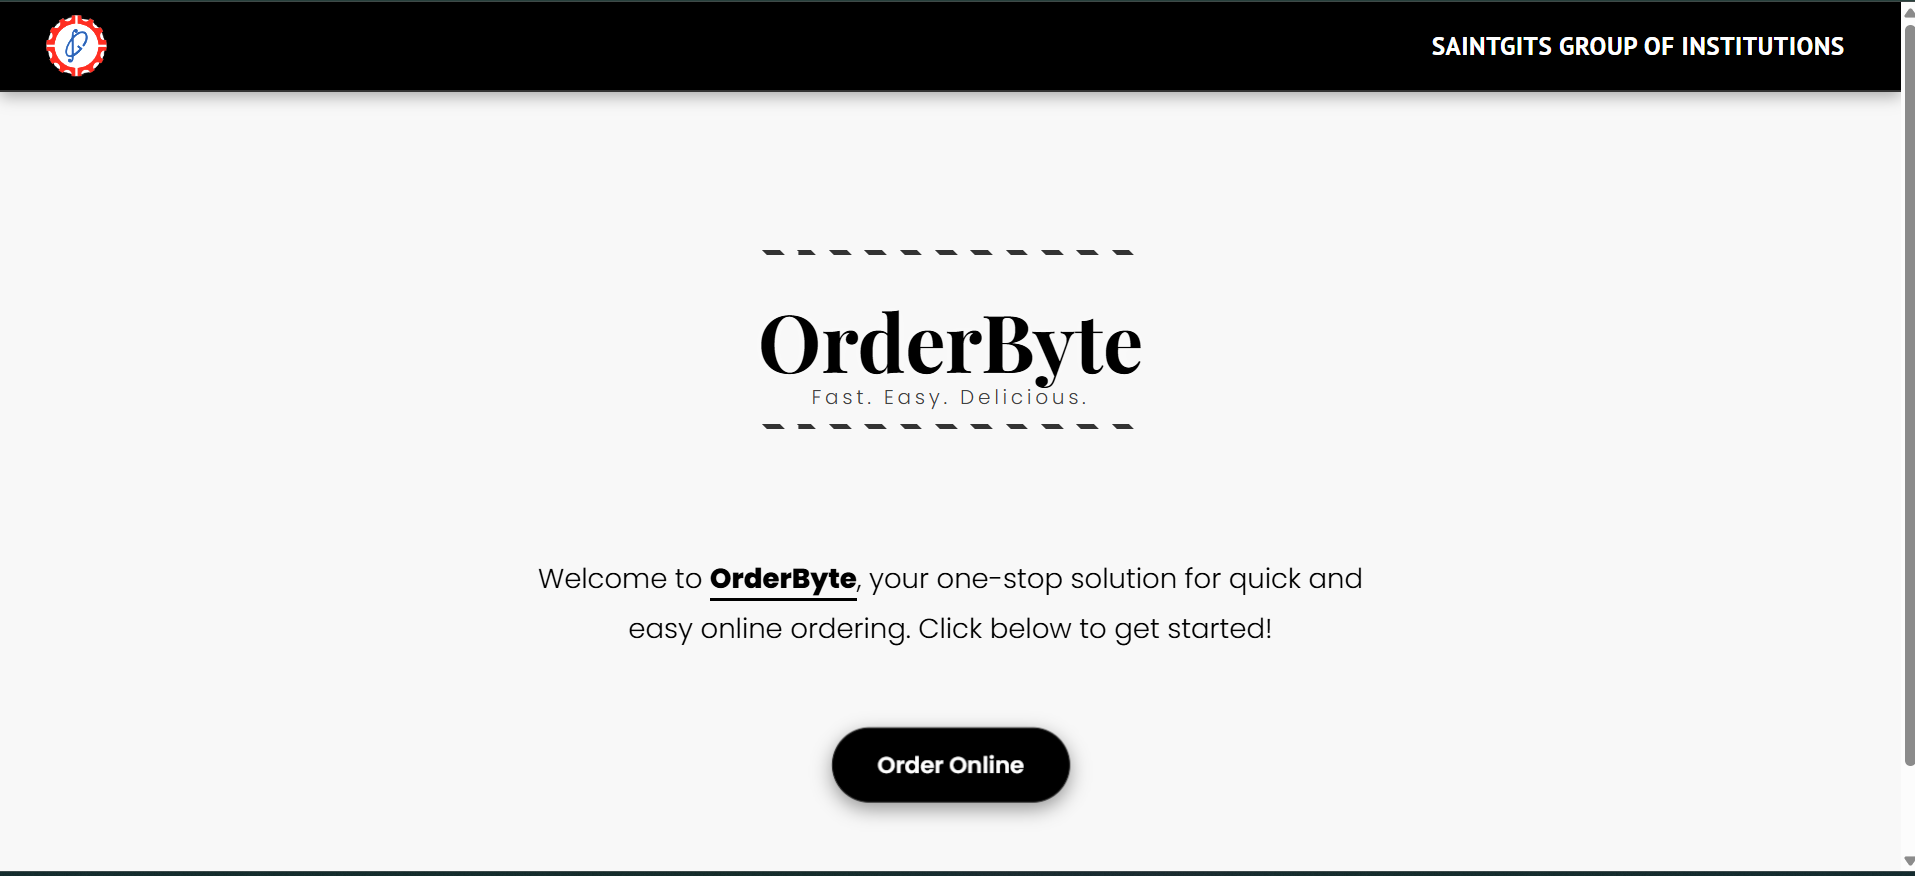 SAINTGITS GROUP OF INSTITUTIONS
OrderByte
Fast. Easy. Delicious.
Welcome to OrderByte, your one-stop solution for quick and
easy online ordering. Click below to get started!
Order Online